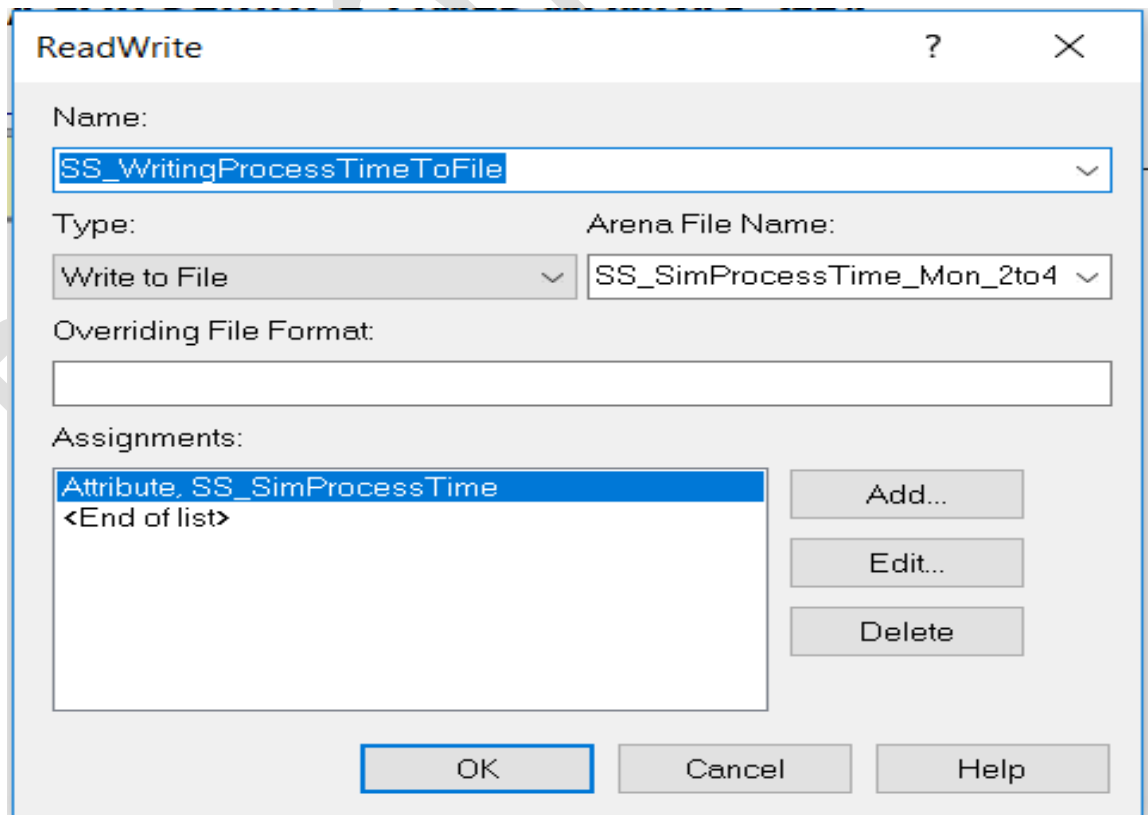 ReadWrite ? ×
Name:
SS_WritingProcessTimeToFile
Type: Arena File Name:
Write to File SS_SimProcessTime_Mon_2to4
Overriding File Format:
Assignments:
Attribute, SS_SimProcessTime
<End of list>
Add...
Edit...
Delete
OK Cancel Help